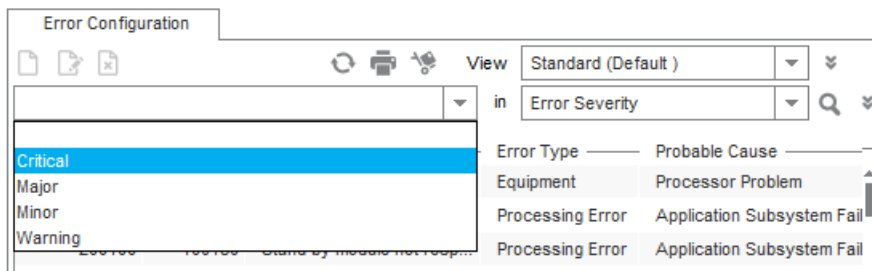 Error Configuration
View Standard (Default )
in Error Severity
Critical
Major
Minor
Warning
Error Type Probable Cause
Equipment Processor Problem
Processing Error Application Subsystem Fail
Processing Error Application Subsystem Fail